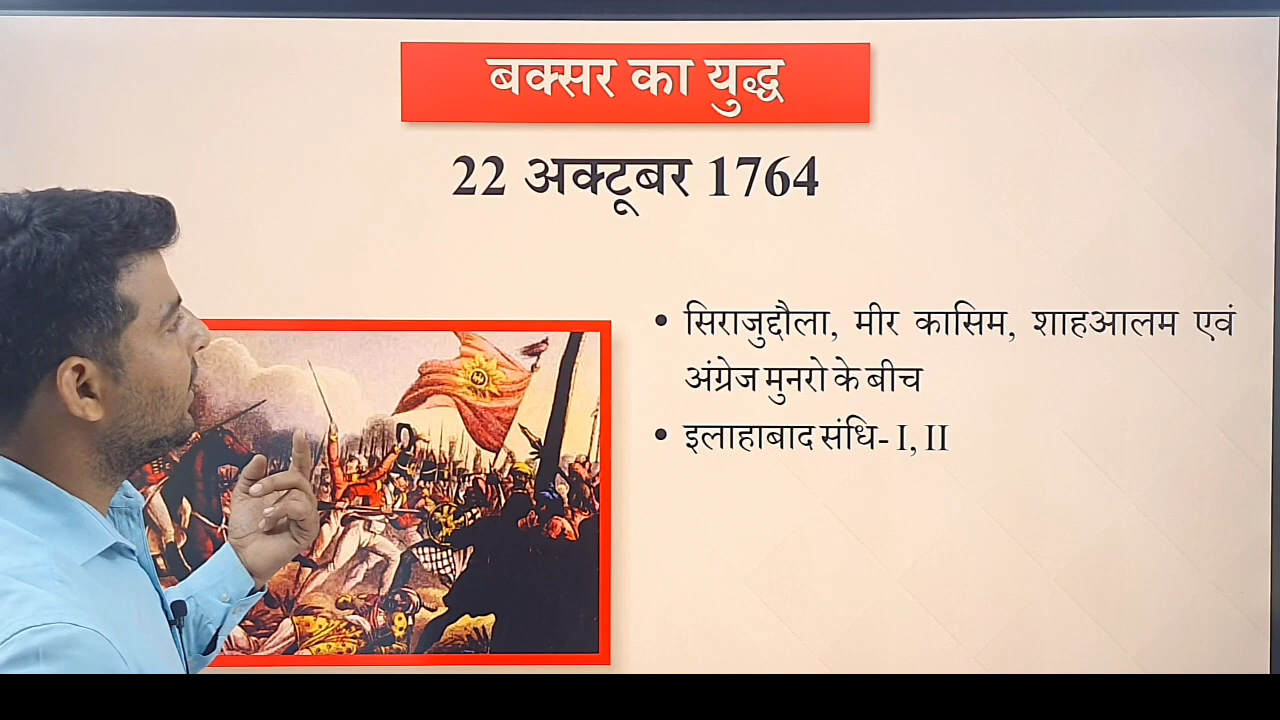 बक्सर का युद्ध
22 अक्टूबर 1764
• सिराजुद्दौला, मीर कासिम, शाहआलम एवं
अंग्रेज मुनरो के बीच
• इलाहाबाद संधि- I, II